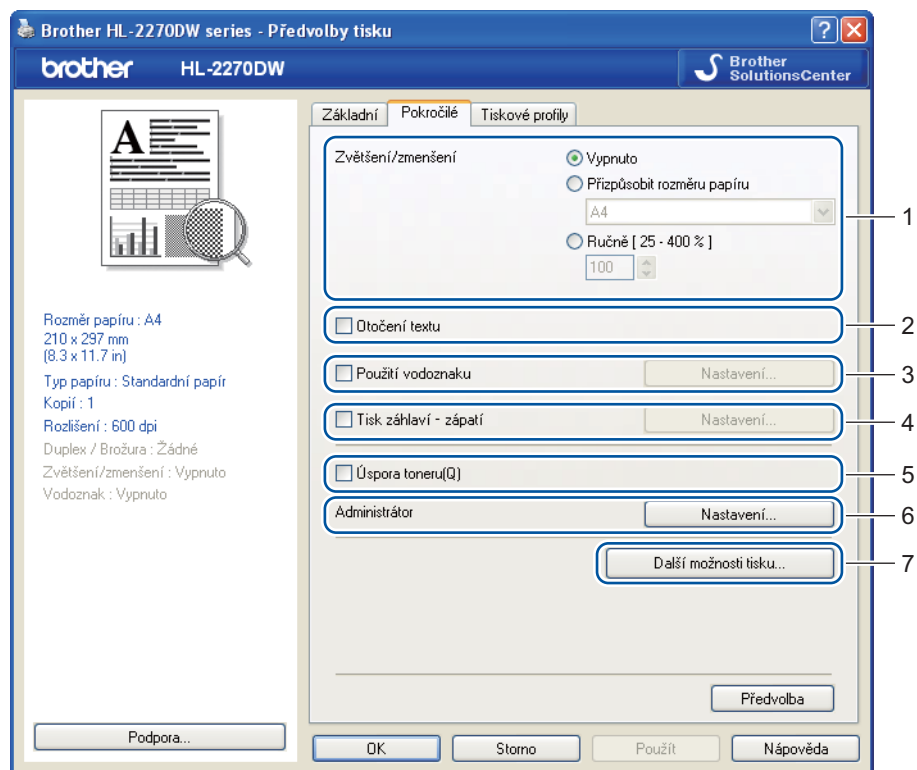 Brother HL-2270DW series - Předvolby tisku
brother HL-2270DW
Brother
SolutionsCenter
Základní Pokročilé Tiskové profily
A
Zvětšení/zmenšení
Vypnuto
Přizpůsobit rozměru papíru
A4
Ručně [ 25 - 400 % ]
100
1
Otočení textu
2
Použití vodoznaku Nastavení...
3
Tisk záhlaví - zápatí Nastavení...
4
Úspora toneru(Q)
5
Administrátor Nastavení...
6
Další možnosti tisku...
7
Rozměr papíru : A4
210 x 297 mm
(8.3 x 11.7 in)
Typ papíru : Standardní papír
Kopií : 1
Rozlišení : 600 dpi
Duplex / Brožura : Žádné
Zvětšení/zmenšení : Vypnuto
Vodoznak : Vypnuto
Předvolba
Podpora...
OK Storno Použít Nápověda